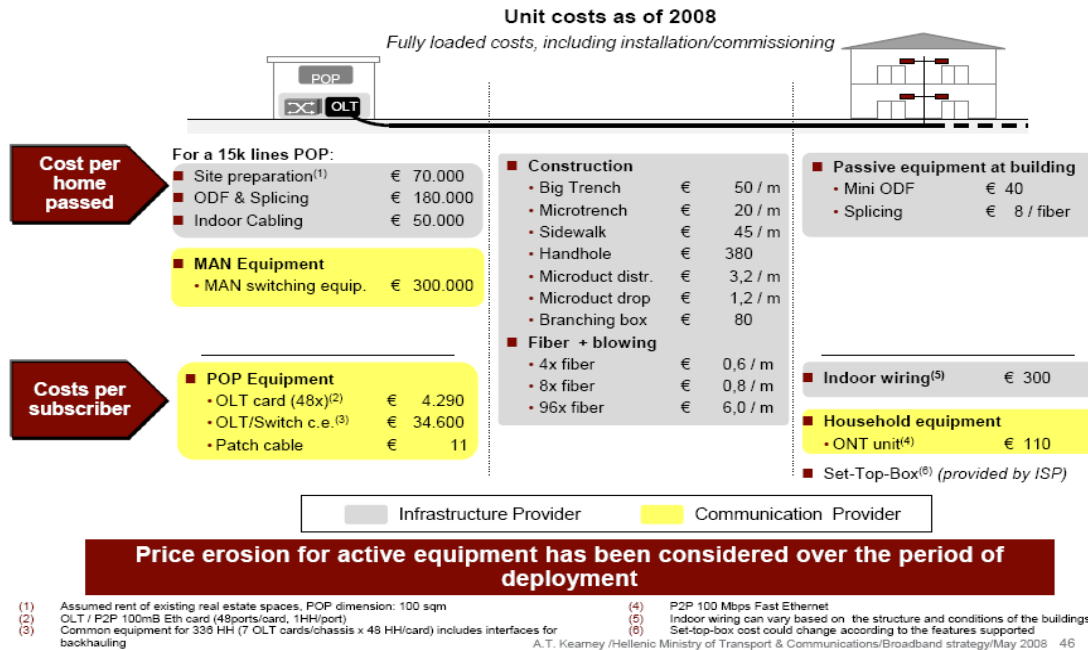 Unit costs as of 2008
Fully loaded costs, including installation/commissioning
POP
OLT
Cost per
home
passed
For a 15k lines POP:
■ Site preparation(1) € 70.000
■ ODF & Splicing € 180.000
■ Indoor Cabling € 50.000
■ MAN Equipment
• MAN switching equip. € 300.000
■ Construction
• Big Trench € 50 / m
• Microtrench € 20 / m
• Sidewalk € 45 / m
• Handhole € 380
• Microduct distr. € 3,2 / m
• Microduct drop € 1,2 / m
• Branching box € 80
■ Fiber + blowing
• 4x fiber € 0,6 / m
• 8x fiber € 0,8 / m
• 96x fiber € 6,0 / m
■ Passive equipment at building
• Mini ODF € 40
• Splicing € 8 / fiber
Costs per
subscriber
■ POP Equipment
• OLT card (48x)(2) € 4.290
• OLT/Switch c.e.(3) € 34.600
• Patch cable € 11
■ Indoor wiring(5) € 300
■ Household equipment
• ONT unit(4) € 110
■ Set-Top-Box(6) (provided by ISP)
Infrastructure Provider
Communication Provider
Price erosion for active equipment has been considered over the period of
deployment
(1) Assumed rent of existing real estate spaces, POP dimension: 100 sqm
(2) OLT / P2P 100mB Eth card (48ports/card, 1HH/port)
(3) Common equipment for 336 HH (7 OLT cards/chassis x 48 HH/card) includes interfaces for
backhauling
(4) P2P 100 Mbps Fast Ethernet
(5) Indoor wiring can vary based on the structure and conditions of the buildings
(6) Set-top-box cost could change according to the features supported
A.T. Kearney /Hellenic Ministry of Transport & Communications/Broadband strategy/May 2008 46